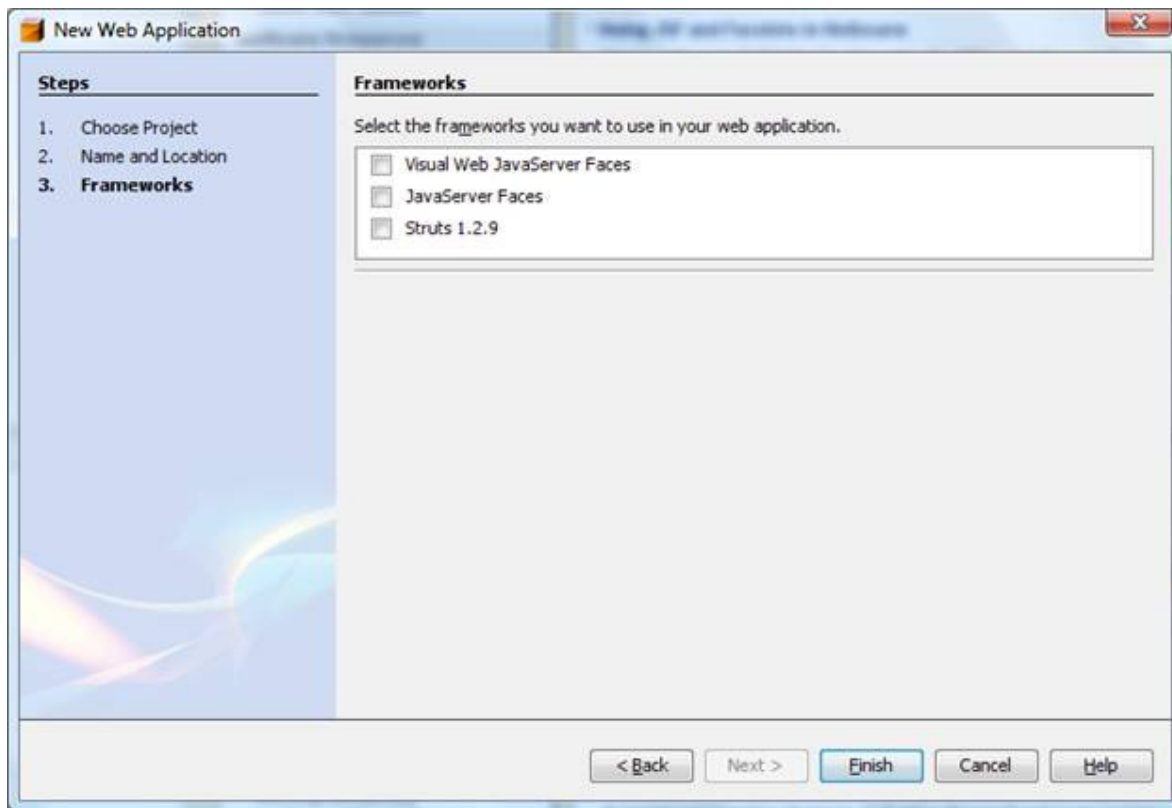 New Web Application
Steps
1. Choose Project
2. Name and Location
3. Frameworks
Frameworks
Select the frameworks you want to use in your web application.
Visual Web JavaServer Faces
JavaServer Faces
Struts 1.2.9
< Back
Next >
Finish
Cancel
Help